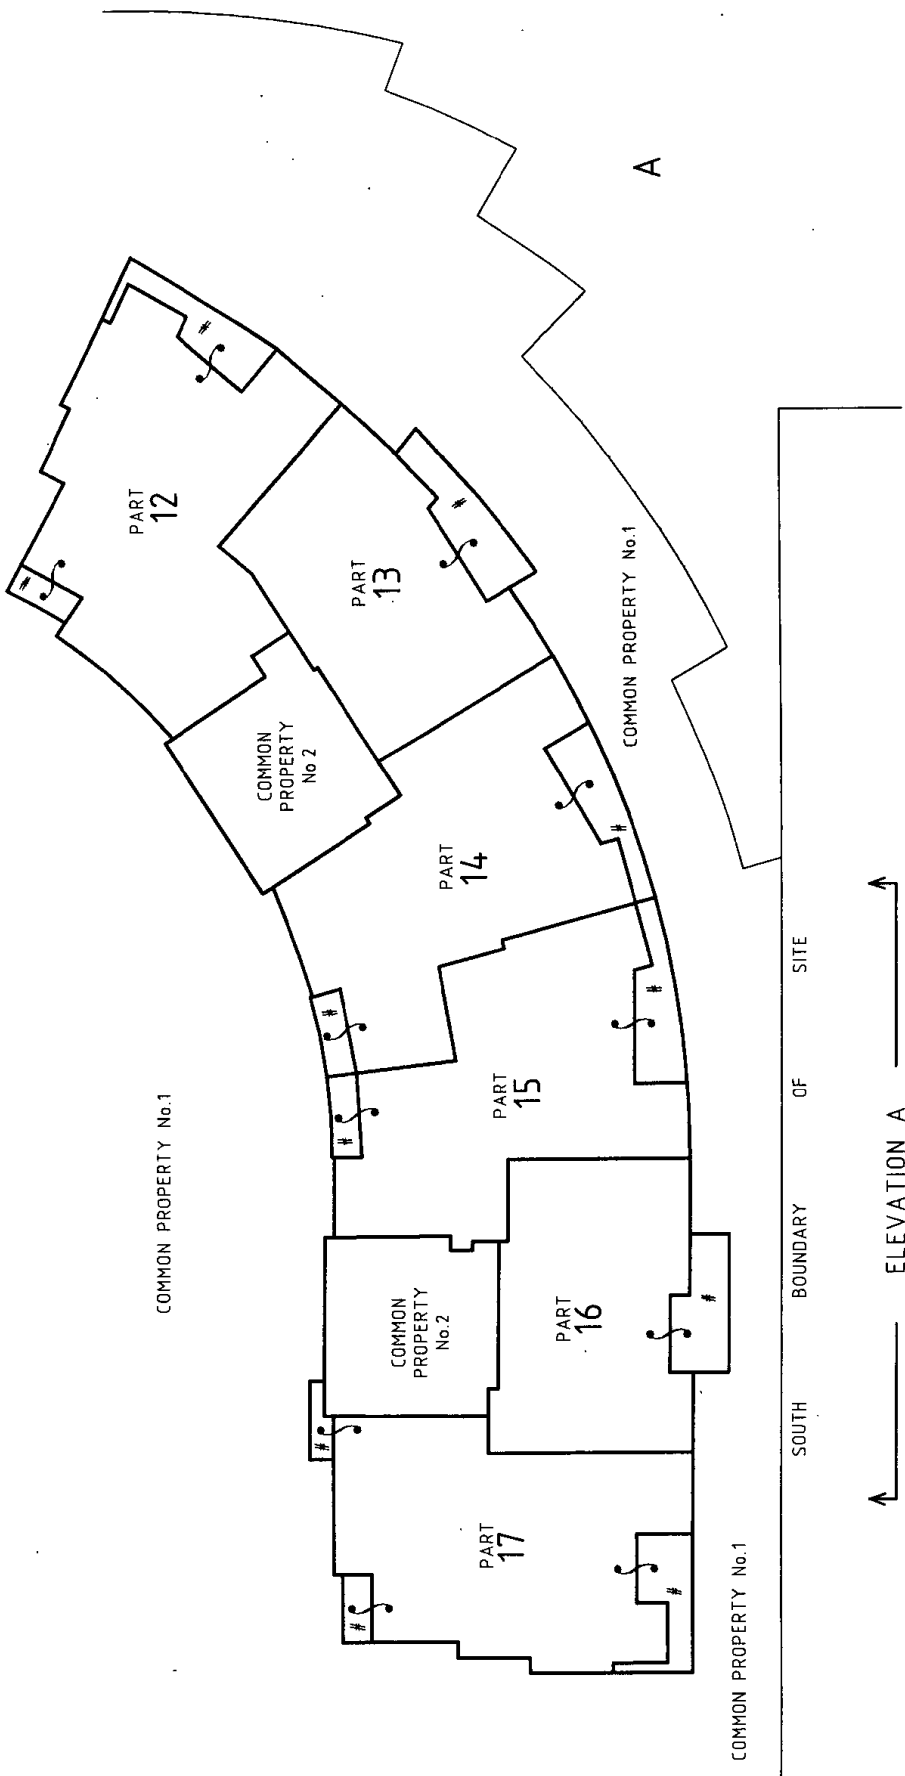 A
PART
12
PART
13
COMMON PROPERTY No.1
COMMON
PROPERTY
No 2
PART
14
COMMON PROPERTY No.1
PART
15
COMMON
PROPERTY
No.2
PART
16
PART
17
COMMON PROPERTY No.1
SOUTH BOUNDARY OF SITE
ELEVATION A
#
#
#
#
#
#
#
#
#
#
#